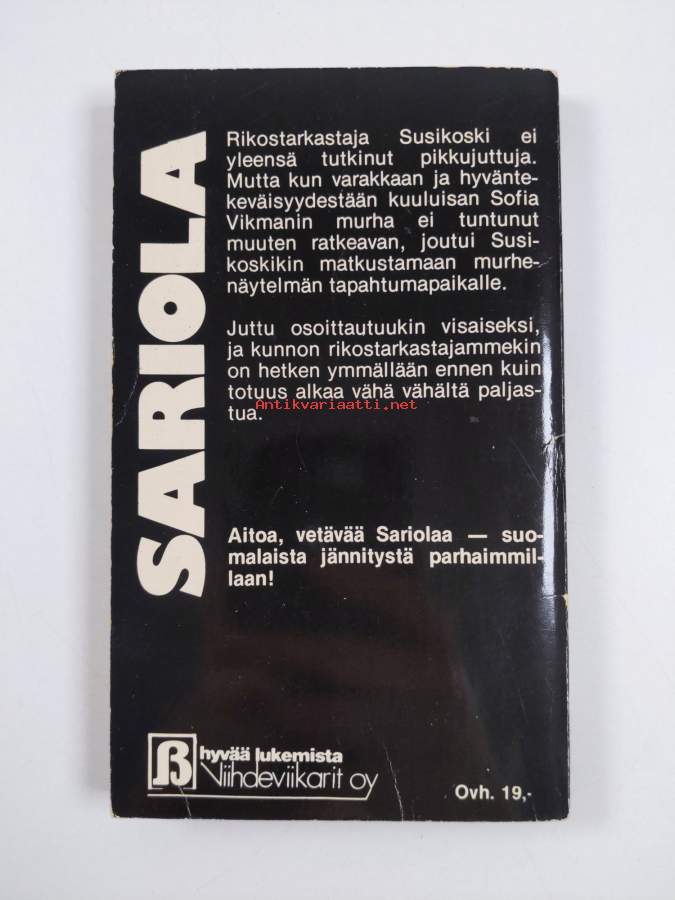 SARIOLA
Rikostarkastaja Susikoski ei
yleensä tutkinut pikkujuttuja.
Mutta kun varakkaan ja hyvänte-
keväisyydestään kuuluisan Sofia
Vikmanin murha ei tuntunut
muuten ratkeavan, joutui Susi-
koskikin matkustamaan murhe-
näytelmän tapahtumapaikalle.
Juttu osoittautuukin visaiseksi,
ja kunnon rikostarkastajammekin
on hetken ymmällään ennen kuin
totuus alkaa vähä vähältä paljas-
tua.
Antikvariaatti.net
Aitoa, vetävää Sariolaa — suo-
malaista jännitystä parhaimmil-
laan!
hyvää lukemista
Viihdeviikarit oy
Ovh. 19,-